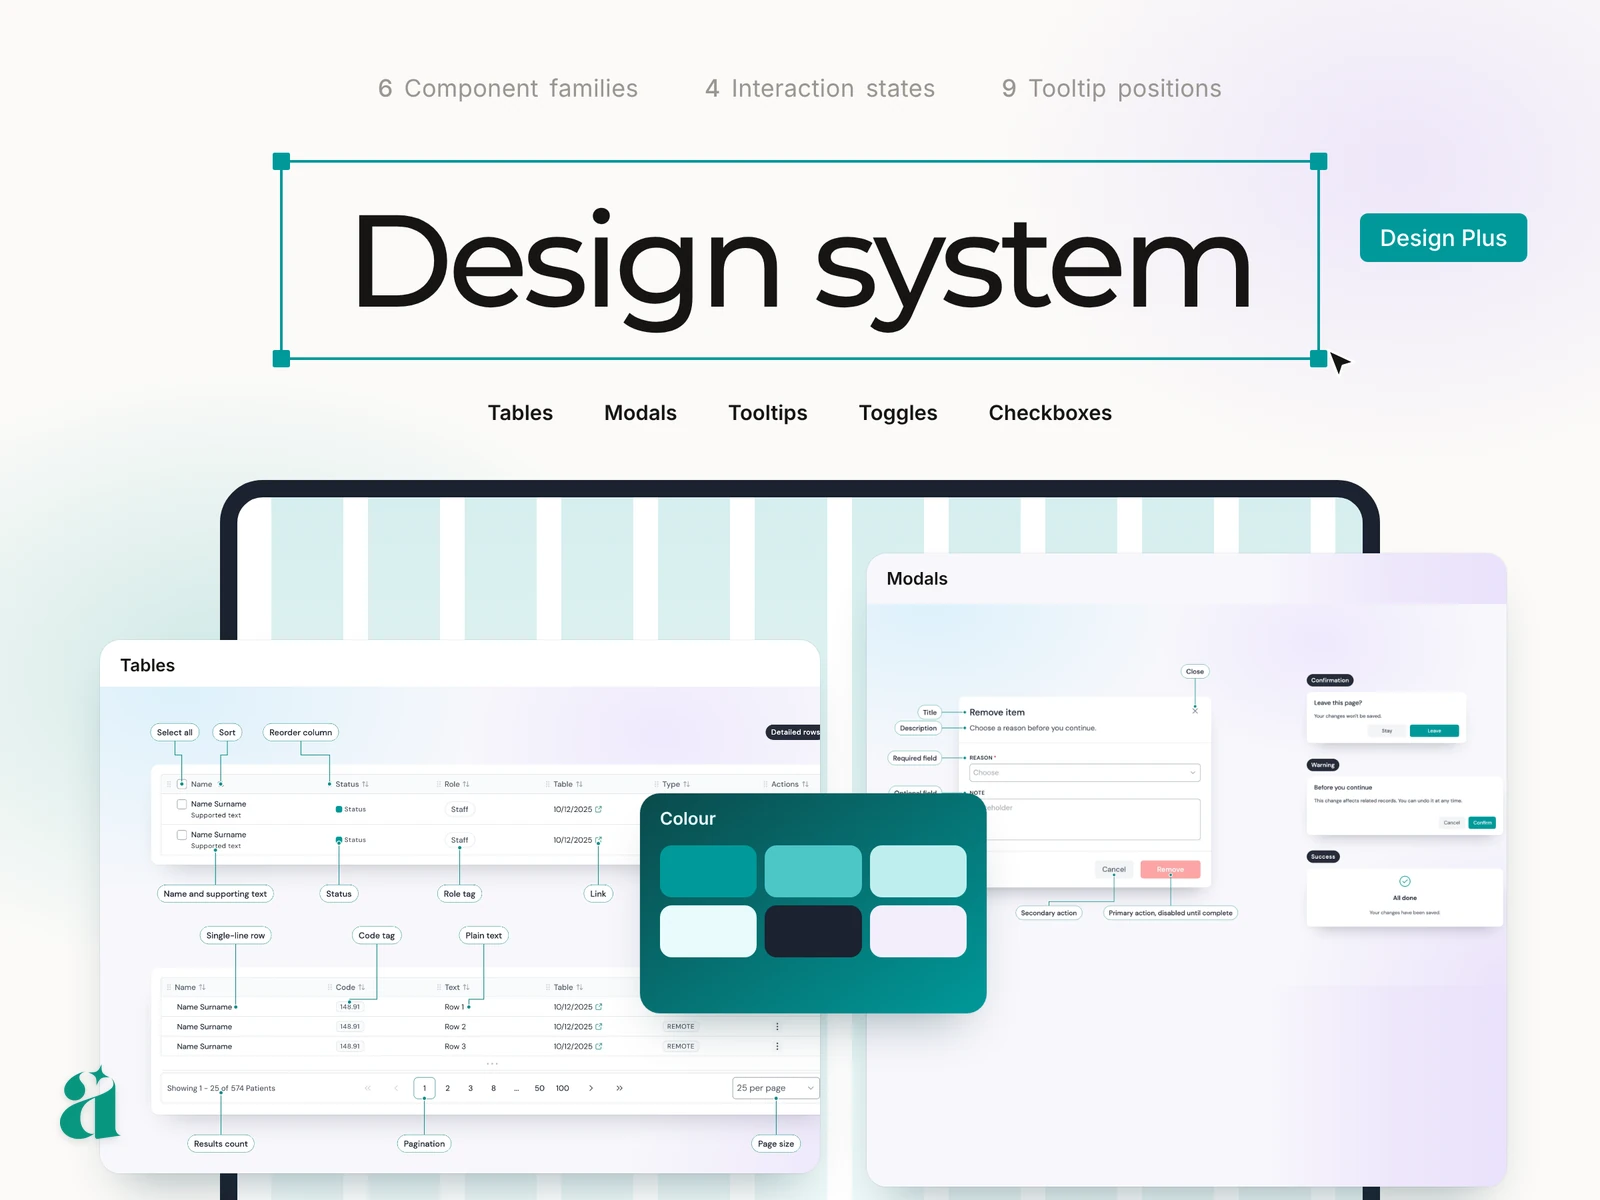 6 Component families 4 Interaction states 9 Tooltip positions
Design system
Design Plus
Tables Modals Tooltips Toggles Checkboxes
Tables
Select all Sort Reorder column
Detailed rows
Name Status Role Table Type Actions
Name Surname
Supported text
Status Staff 10/12/2025
Name Surname
Supported text
Status Staff 10/12/2025
Name and supporting text Status Role tag Link
Single-line row Code tag Plain text
Name Code Text Table
Name Surname 148.91 Row 1 10/12/2025
Name Surname 148.91 Row 2 10/12/2025 REMOTE
Name Surname 148.91 Row 3 10/12/2025 REMOTE
Showing 1 - 25 of 574 Patients « ‹ 1 2 3 8 ... 50 100 › » 25 per page
Results count Pagination Page size
Colour
Modals
Close
Title
Description
Required field
Optional field
Remove item
Choose a reason before you continue.
REASON *
Choose
NOTE
eholder
Cancel Remove
Secondary action Primary action, disabled until complete
Confirmation
Leave this page?
Your changes won't be saved.
Stay Leave
Warning
Before you continue
This change affects related records. You can undo it at any time.
Cancel Confirm
Success
All done
Your changes have been saved.
a